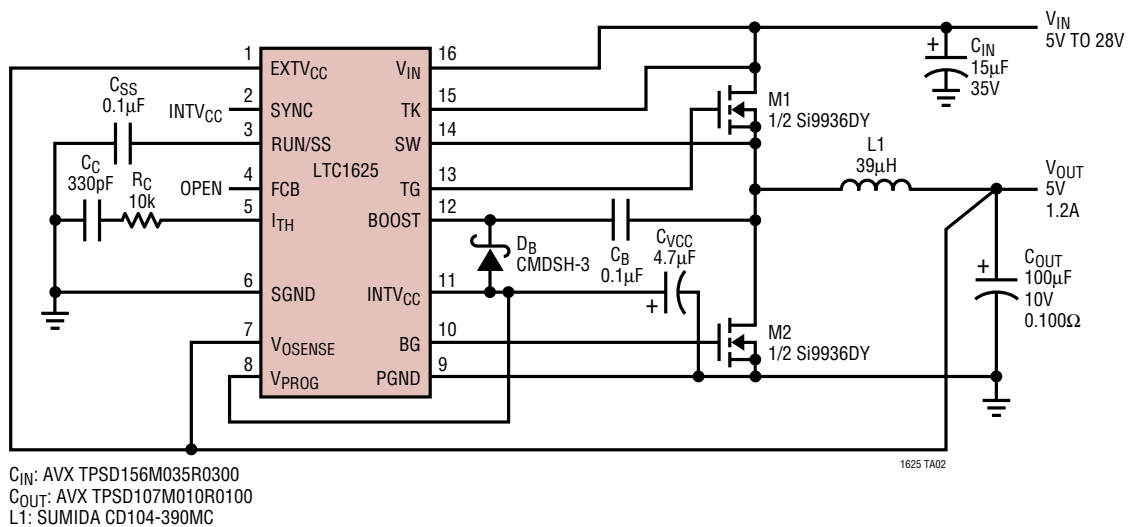 VIN
5V TO 28V
CIN
15µF
35V
1
EXTVCC
VIN
16
CSS
0.1µF
INTVCC
2
SYNC
TK
15
M1
1/2 Si9936DY
3
RUN/SS
SW
14
LTC1625
CC
330pF
RC
10k
OPEN
4
FCB
TG
13
L1
39µH
VOUT
5V
1.2A
5
ITH
BOOST
12
DB
CMDSH-3
CB
0.1µF
CVCC
4.7µF
COUT
100µF
10V
0.100Ω
6
SGND
INTVCC
11
7
VOSENSE
BG
10
M2
1/2 Si9936DY
8
VPROG
PGND
9
+
+
+
1625 TA02
CIN: AVX TPSD156M035R0300
COUT: AVX TPSD107M010R0100
L1: SUMIDA CD104-390MC